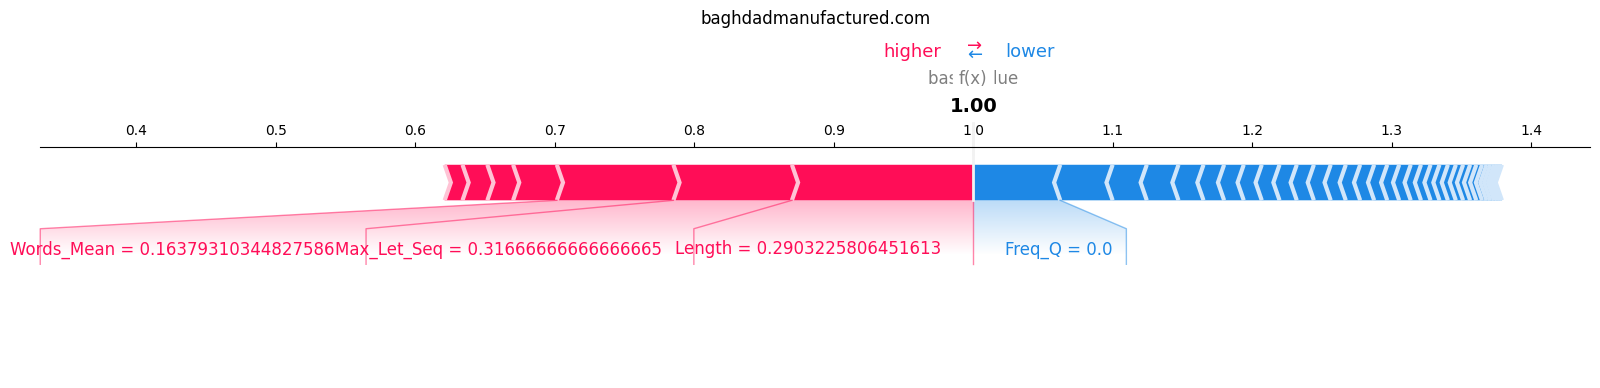 baghdadmanufactured.com
higher → ← lower
f(x)
1.00
0.4 0.5 0.6 0.7 0.8 0.9 1.0 1.1 1.2 1.3 1.4
Words_Mean = 0.16379310344827586 Max_Let_Seq = 0.31666666666666665 Length = 0.2903225806451613 Freq_Q = 0.0